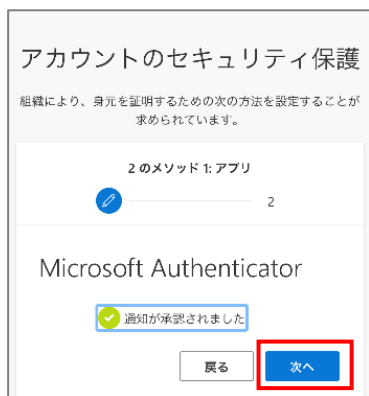 アカウントのセキュリティ保護
組織により、身元を証明するための次の方法を設定することが
求められています。
2 のメソッド 1: アプリ
2
Microsoft Authenticator
通知が承認されました
戻る
次へ